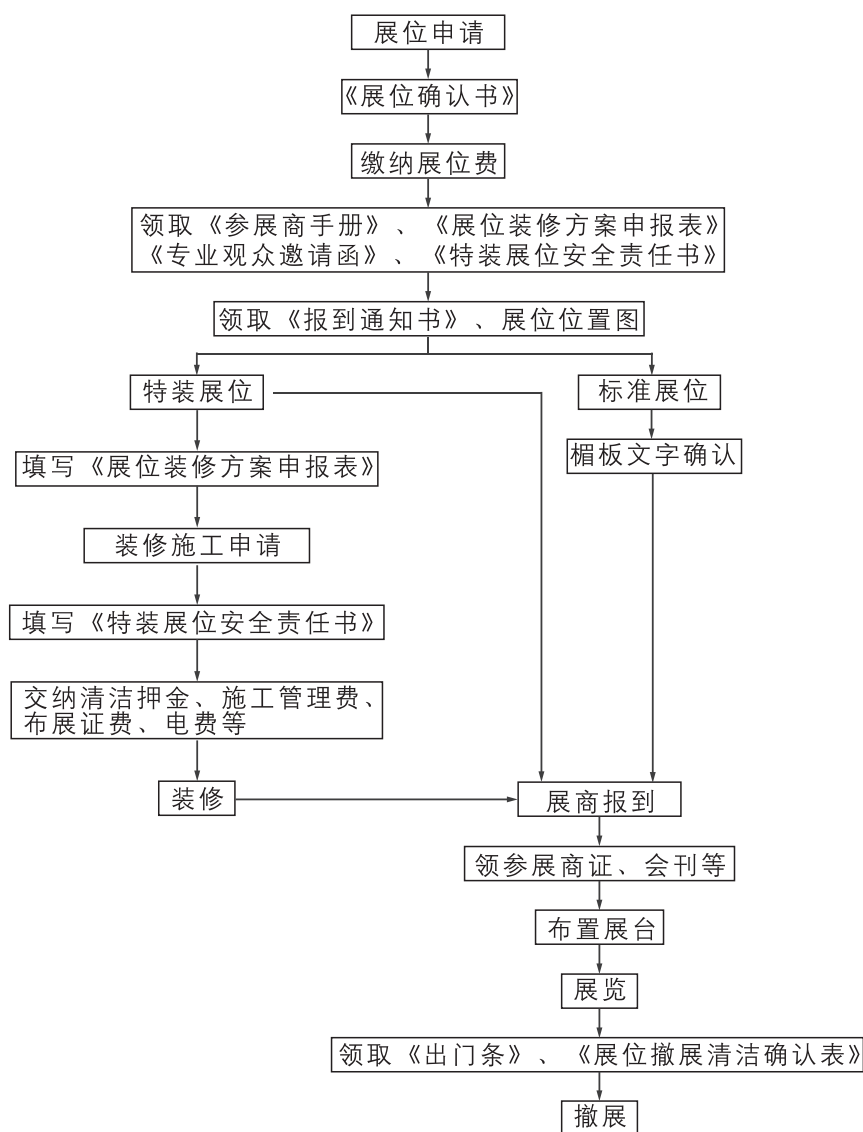 展位申请
《展位确认书》
缴纳展位费
领取《参展商手册》、《展位装修方案申报表》
《专业观众邀请函》、《特装展位安全责任书》
领取《报到通知书》、展位位置图
特装展位
标准展位
填写《展位装修方案申报表》
楣板文字确认
装修施工申请
填写《特装展位安全责任书》
交纳清洁押金、施工管理费、
布展证费、电费等
装修
展商报到
领参展商证、会刊等
布置展台
展览
领取《出门条》、《展位撤展清洁确认表》
撤展